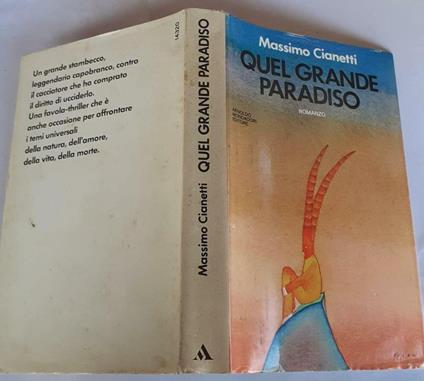 Un grande stambecco,
leggendario capobranco, contro
il cacciatore che ha comprato
il diritto di ucciderlo.
Una favola-thriller che è
anche occasione per affrontare
i temi universali
della natura, dell'amore,
della vita, della morte.
14320
Massimo Cianetti QUEL GRANDE PARADISO
Massimo Cianetti
QUEL GRANDE
PARADISO
ROMANZO
ARNOLDO
MONDADORI
EDITORE